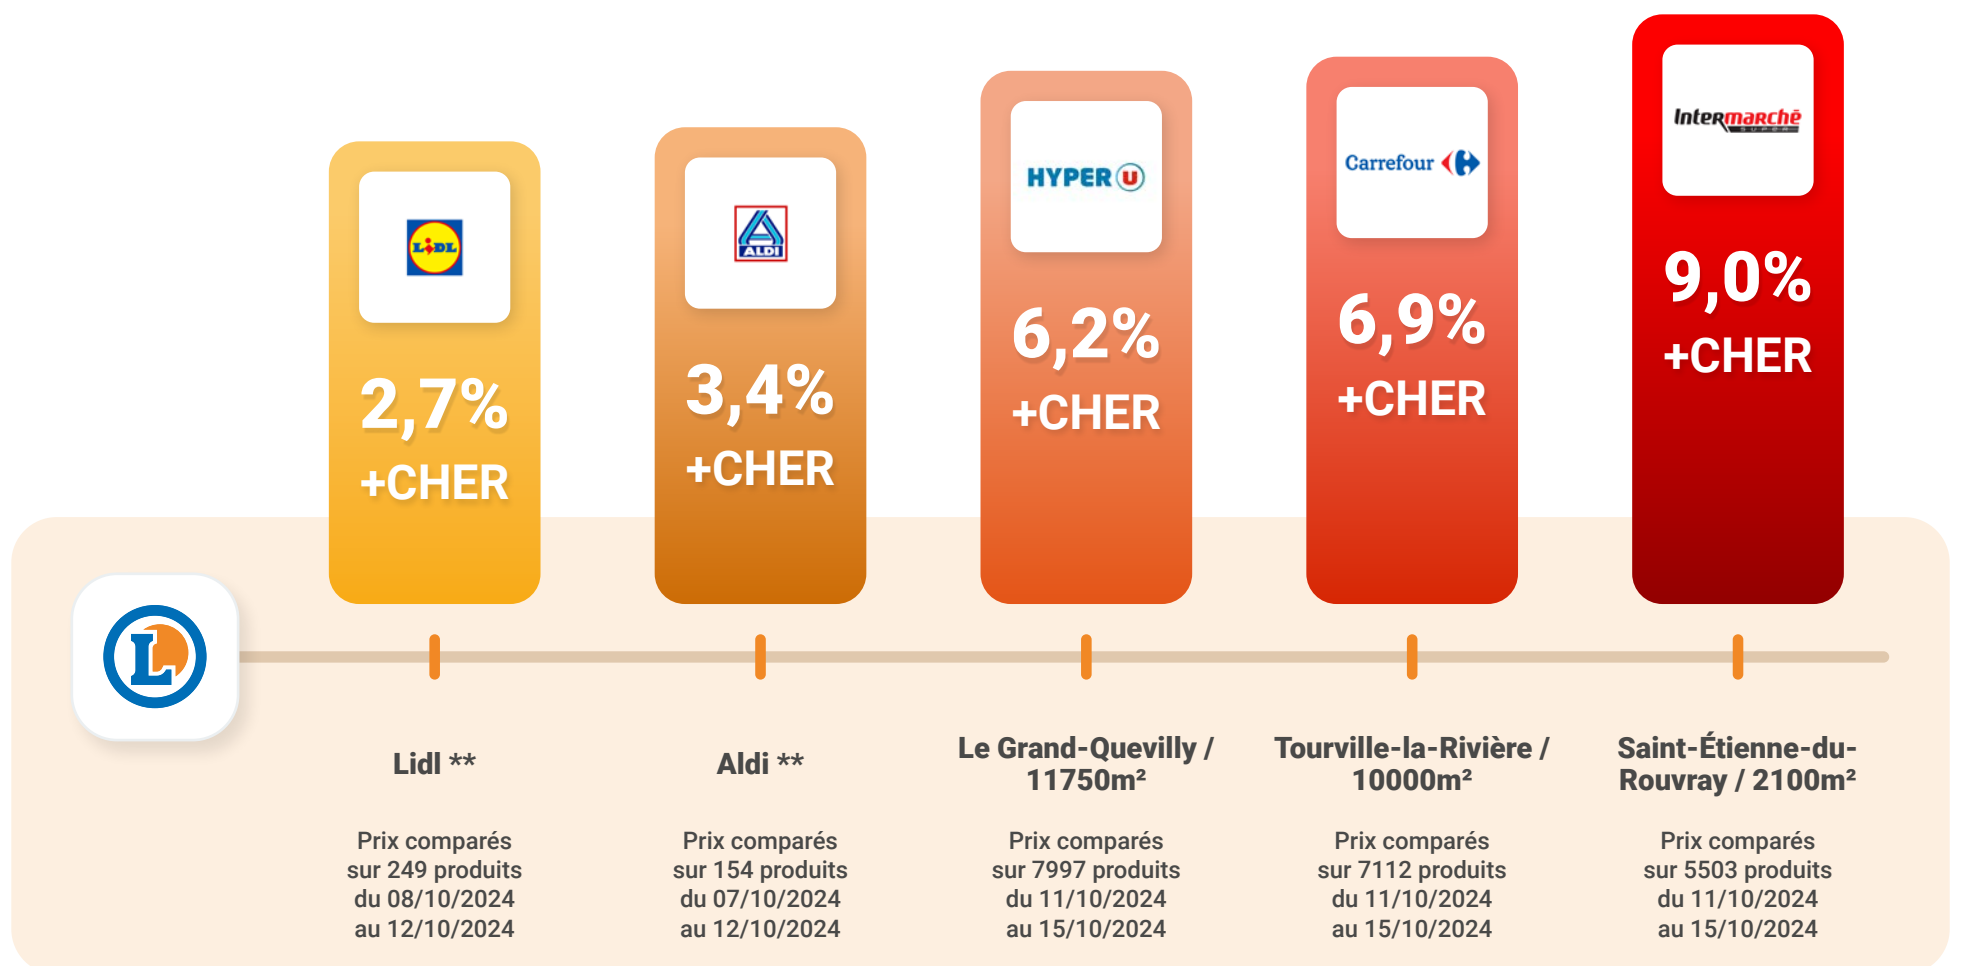 LIDL
2,7%
+CHER
ALDI
3,4%
+CHER
HYPER U
6,2%
+CHER
Carrefour
6,9%
+CHER
Intermarchē
SUPER
9,0%
+CHER
L
Lidl **
Prix comparés
sur 249 produits
du 08/10/2024
au 12/10/2024
Aldi **
Prix comparés
sur 154 produits
du 07/10/2024
au 12/10/2024
Le Grand-Quevilly /
11750m²
Prix comparés
sur 7997 produits
du 11/10/2024
au 15/10/2024
Tourville-la-Rivière /
10000m²
Prix comparés
sur 7112 produits
du 11/10/2024
au 15/10/2024
Saint-Étienne-du-
Rouvray / 2100m²
Prix comparés
sur 5503 produits
du 11/10/2024
au 15/10/2024